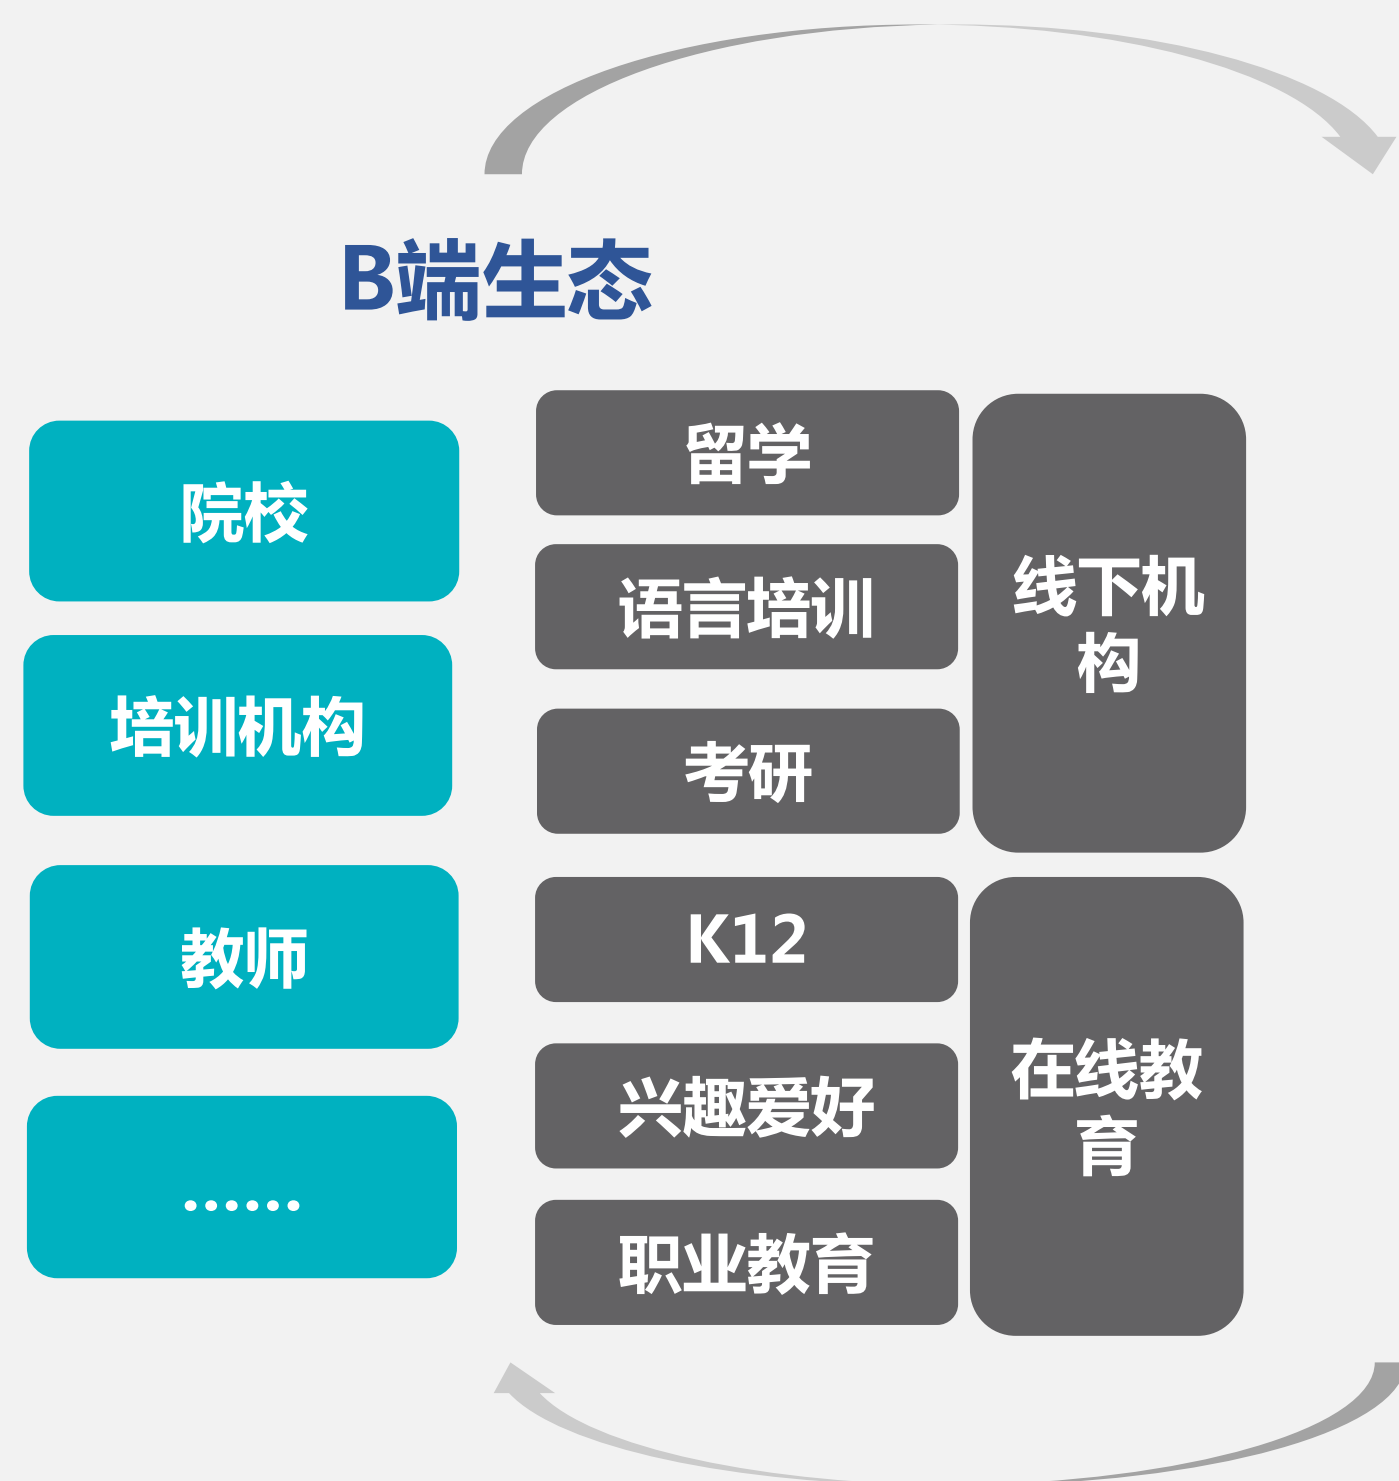 B端生态
院校
培训机构
教师
······
留学
语言培训
考研
K12
兴趣爱好
职业教育
线下机
构
在线教
育